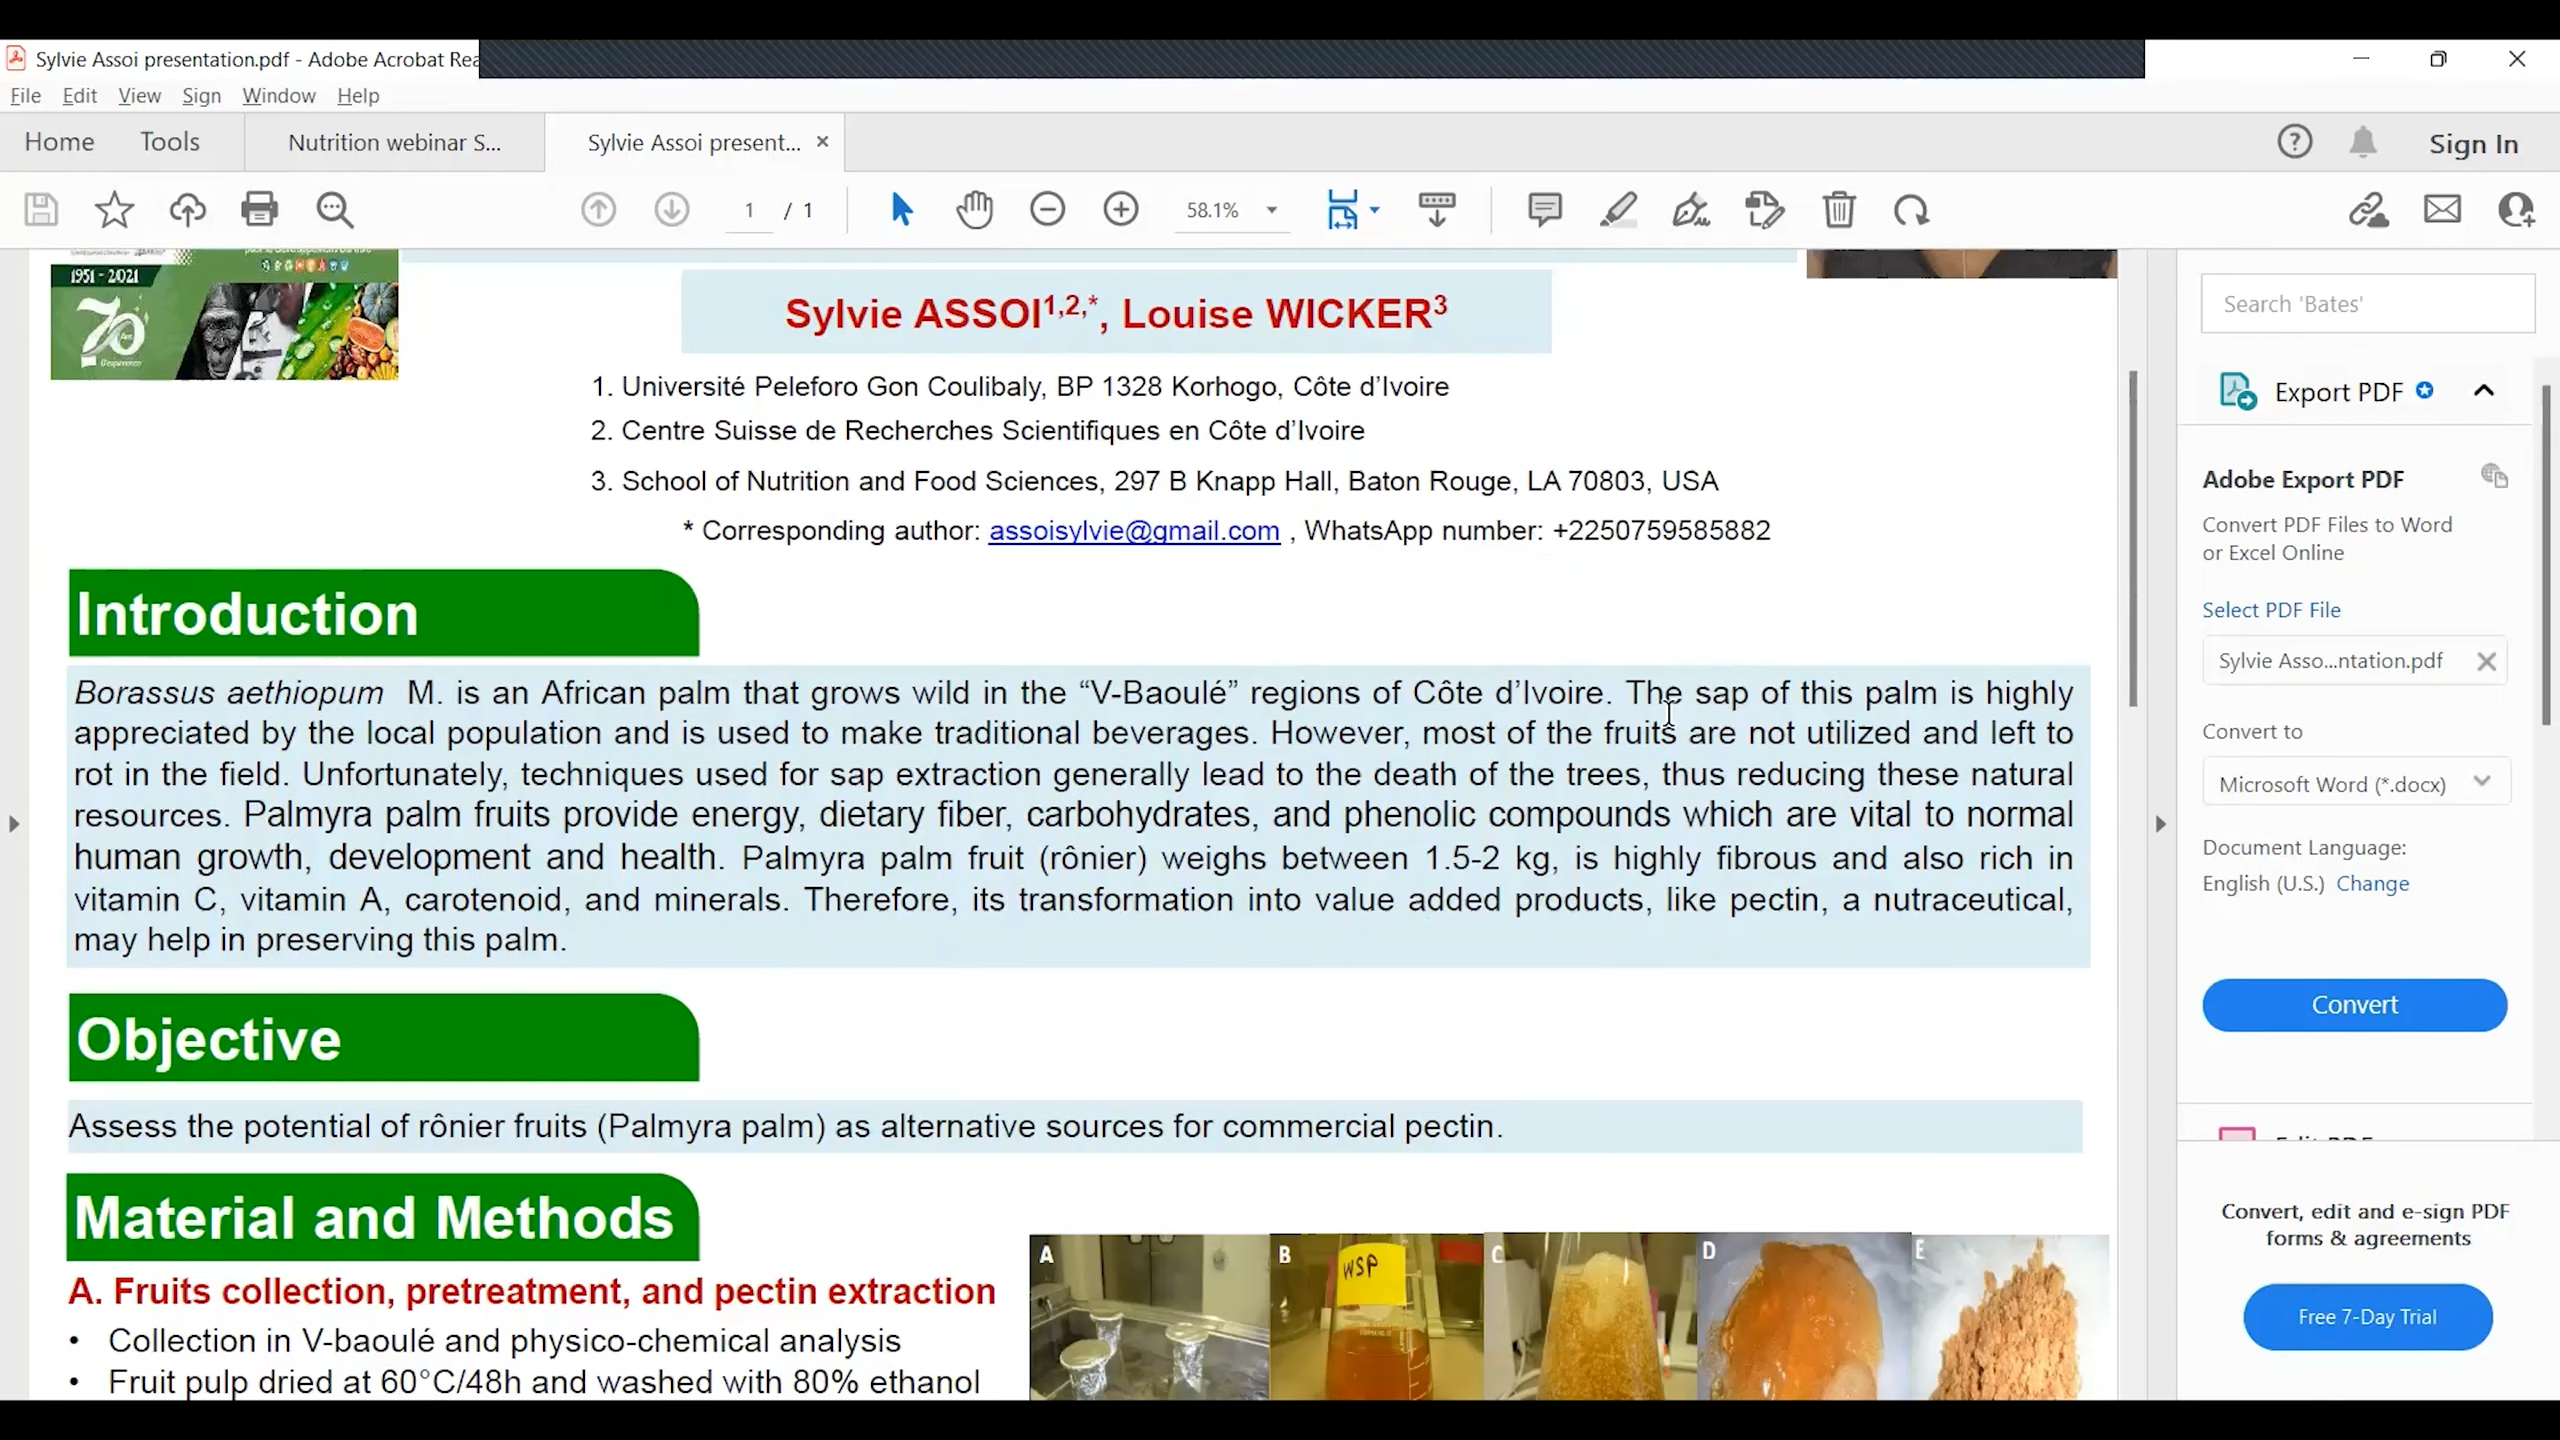 Sylvie Assoi presentation.pdf - Adobe Acrobat Rea
File Edit View Sign Window Help
Home Tools Nutrition webinar S... Sylvie Assoi present... ×
Sign In
1 / 1 58.1%
1951 - 2021
70
Sylvie ASSOI1,2,*, Louise WICKER3
1. Université Peleforo Gon Coulibaly, BP 1328 Korhogo, Côte d’Ivoire
2. Centre Suisse de Recherches Scientifiques en Côte d’Ivoire
3. School of Nutrition and Food Sciences, 297 B Knapp Hall, Baton Rouge, LA 70803, USA
* Corresponding author: assoisylvie@gmail.com , WhatsApp number: +2250759585882
Introduction
Borassus aethiopum M. is an African palm that grows wild in the “V-Baoulé” regions of Côte d’Ivoire. The sap of this palm is highly
appreciated by the local population and is used to make traditional beverages. However, most of the fruits are not utilized and left to
rot in the field. Unfortunately, techniques used for sap extraction generally lead to the death of the trees, thus reducing these natural
resources. Palmyra palm fruits provide energy, dietary fiber, carbohydrates, and phenolic compounds which are vital to normal
human growth, development and health. Palmyra palm fruit (rônier) weighs between 1.5-2 kg, is highly fibrous and also rich in
vitamin C, vitamin A, carotenoid, and minerals. Therefore, its transformation into value added products, like pectin, a nutraceutical,
may help in preserving this palm.
Objective
Assess the potential of rônier fruits (Palmyra palm) as alternative sources for commercial pectin.
Material and Methods
A. Fruits collection, pretreatment, and pectin extraction
• Collection in V-baoulé and physico-chemical analysis
• Fruit pulp dried at 60°C/48h and washed with 80% ethanol
A B C D E
WSP
Search 'Bates'
Export PDF
Adobe Export PDF
Convert PDF Files to Word
or Excel Online
Select PDF File
Sylvie Asso...ntation.pdf
Convert to
Microsoft Word (*.docx)
Document Language:
English (U.S.) Change
Convert
Edit PDF
Convert, edit and e-sign PDF
forms & agreements
Free 7-Day Trial